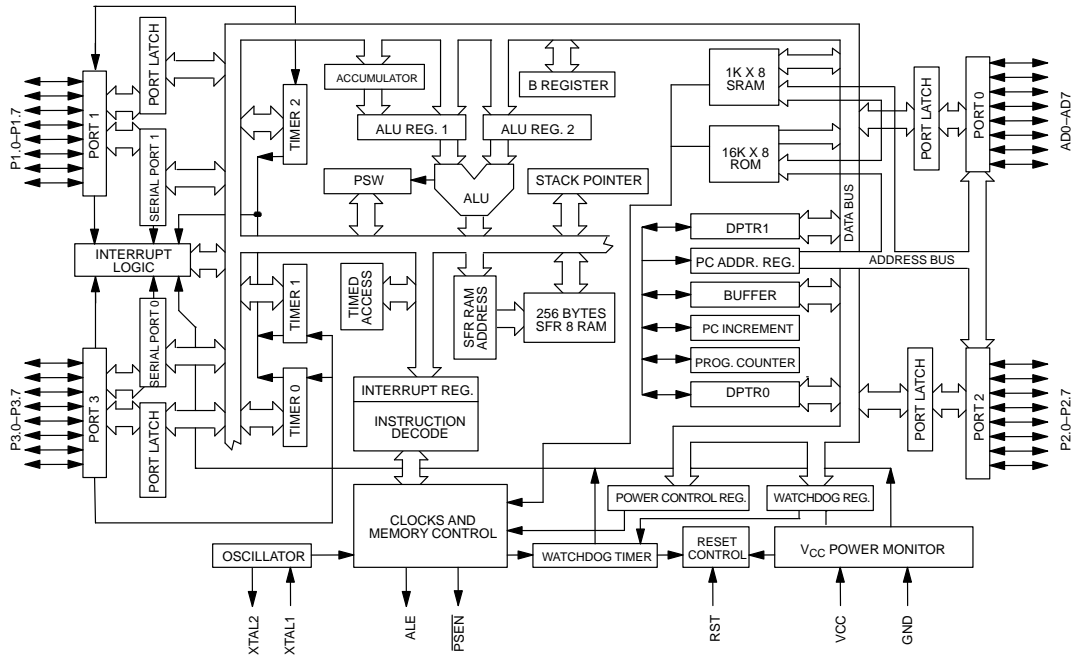 PORT LATCH
PORT 1
P1.0–P1.7
SERIAL PORT 1
TIMER 2
ACCUMULATOR
ALU REG. 1
ALU REG. 2
B REGISTER
PSW
ALU
STACK POINTER
1K X 8
SRAM
16K X 8
ROM
PORT LATCH
PORT 0
AD0–AD7
DATA BUS
ADDRESS BUS
INTERRUPT
LOGIC
DPTR1
PC ADDR. REG.
BUFFER
PC INCREMENT
PROG. COUNTER
DPTR0
TIMER 1
TIMED
ACCESS
SFR RAM
ADDRESS
256 BYTES
SFR 8 RAM
SERIAL PORT 0
PORT 3
P3.0–P3.7
PORT LATCH
TIMER 0
INTERRUPT REG.
INSTRUCTION
DECODE
PORT LATCH
PORT 2
P2.0–P2.7
CLOCKS AND
MEMORY CONTROL
POWER CONTROL REG.
WATCHDOG REG.
OSCILLATOR
WATCHDOG TIMER
RESET
CONTROL
VCC POWER MONITOR
XTAL2
XTAL1
ALE
PSEN
RST
VCC
GND